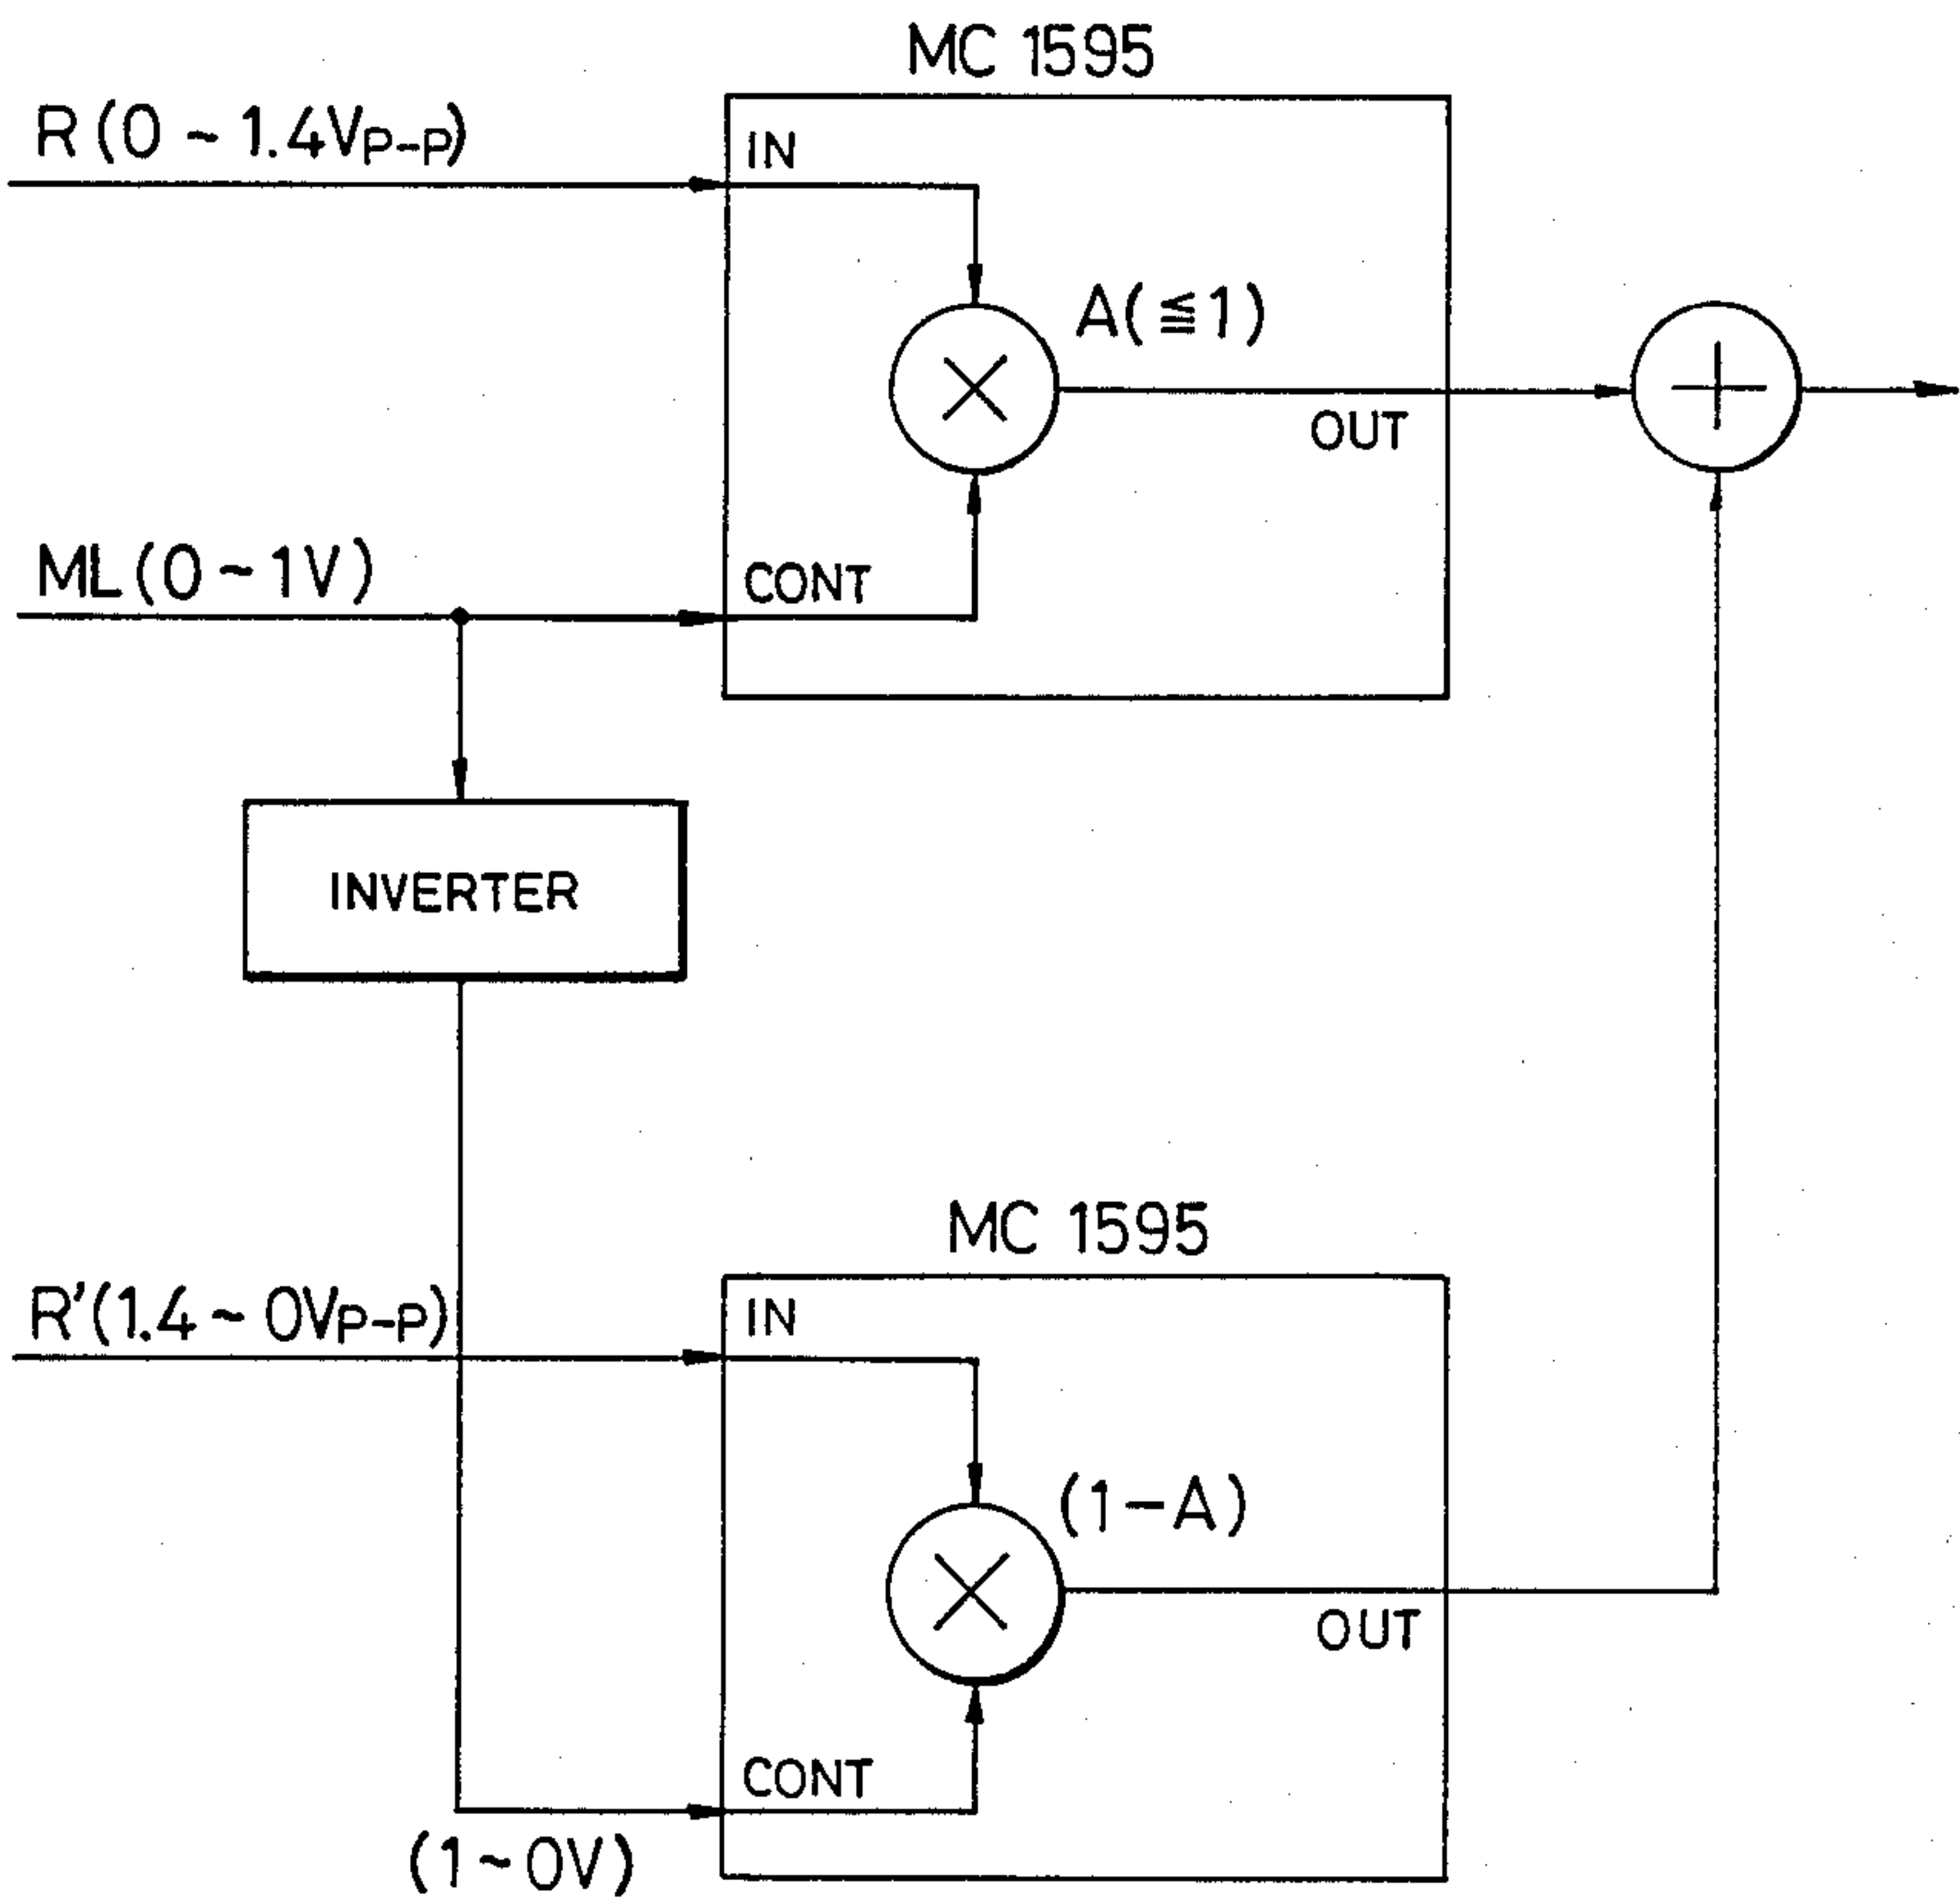 MC 1595
R (0 ~ 1.4VP-P)
IN
A(≦1)
OUT
ML(0 ~ 1V)
CONT
INVERTER
MC 1595
R'(1.4 ~ 0VP-P)
IN
(1-A)
OUT
CONT
(1 ~ 0V)